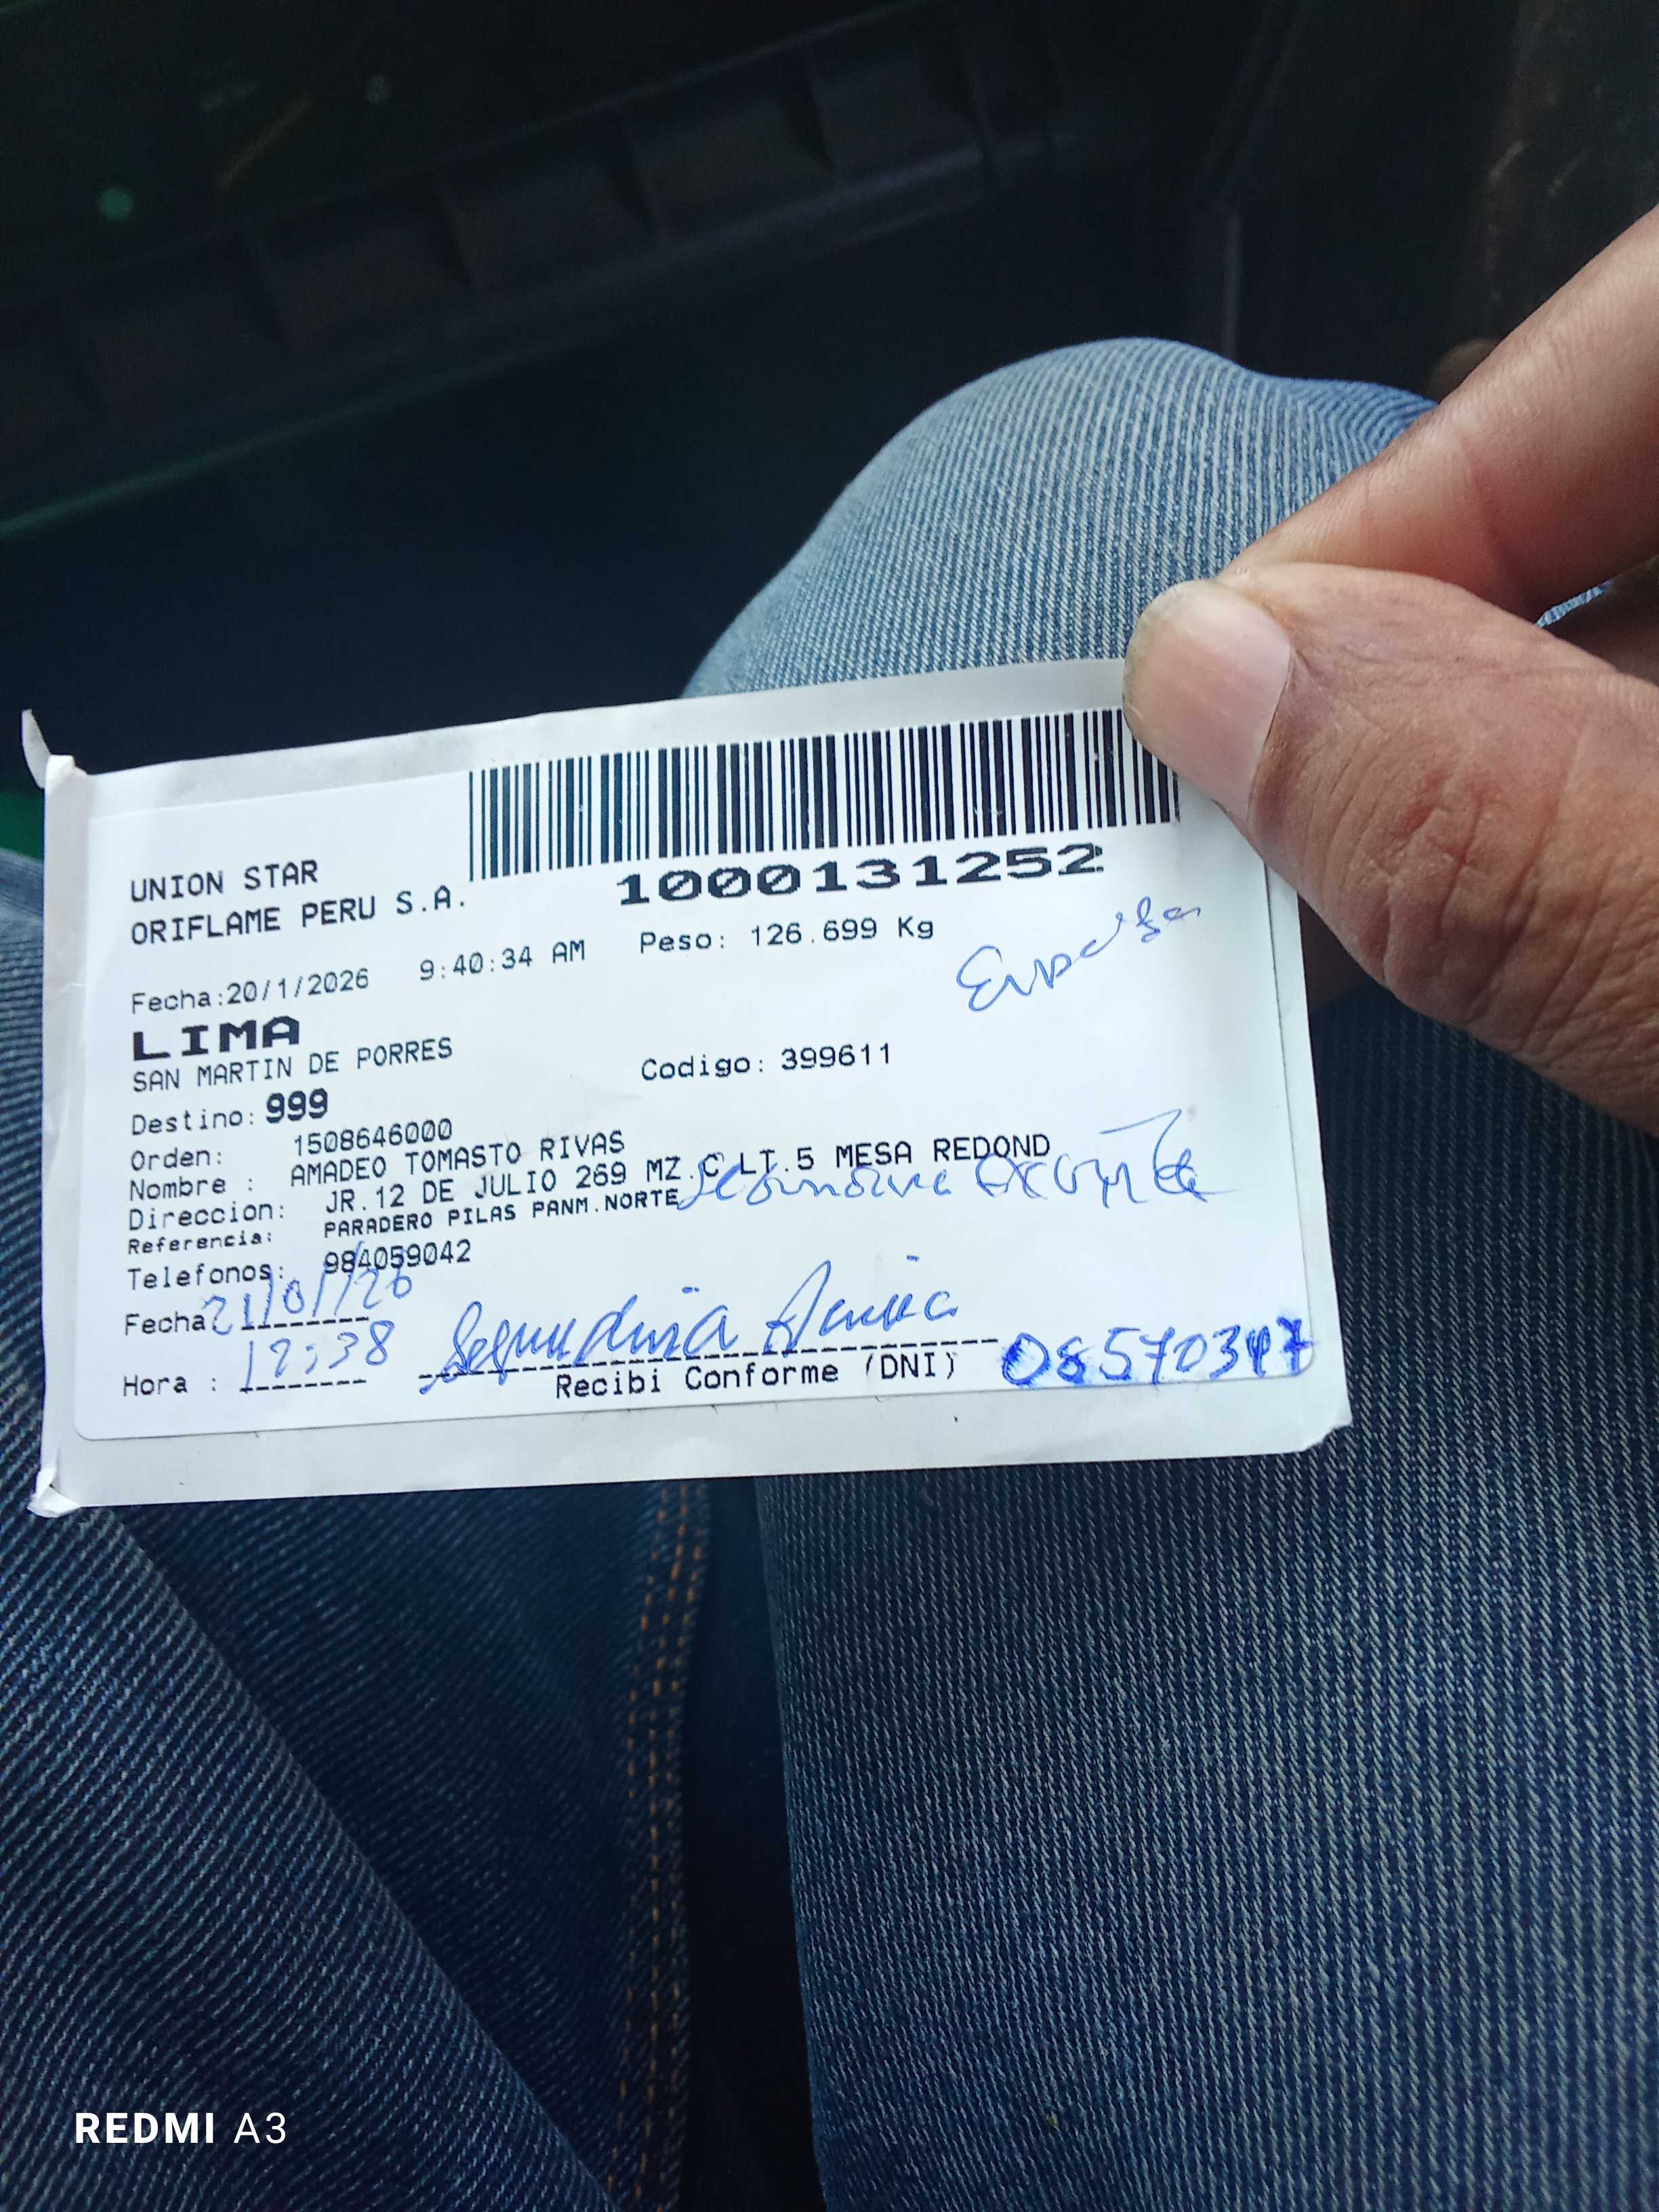 UNION STAR
ORIFLAME PERU S.A.
1000131252
Fecha:20/1/2026 9:40:34 AM Peso: 126.699 Kg
LIMA
SAN MARTIN DE PORRES
Codigo: 399611
Destino: 999
Orden: 1508646000
Nombre : AMADEO TOMASTO RIVAS
Direccion: JR.12 DE JULIO 269 MZ.C LT.5 MESA REDOND
Referencia: PARADERO PILAS PANM.NORTE
Telefonos: 984059042
Fecha 21/01/26
Hora : 12:38
Recibi Conforme (DNI)
REDMI A3